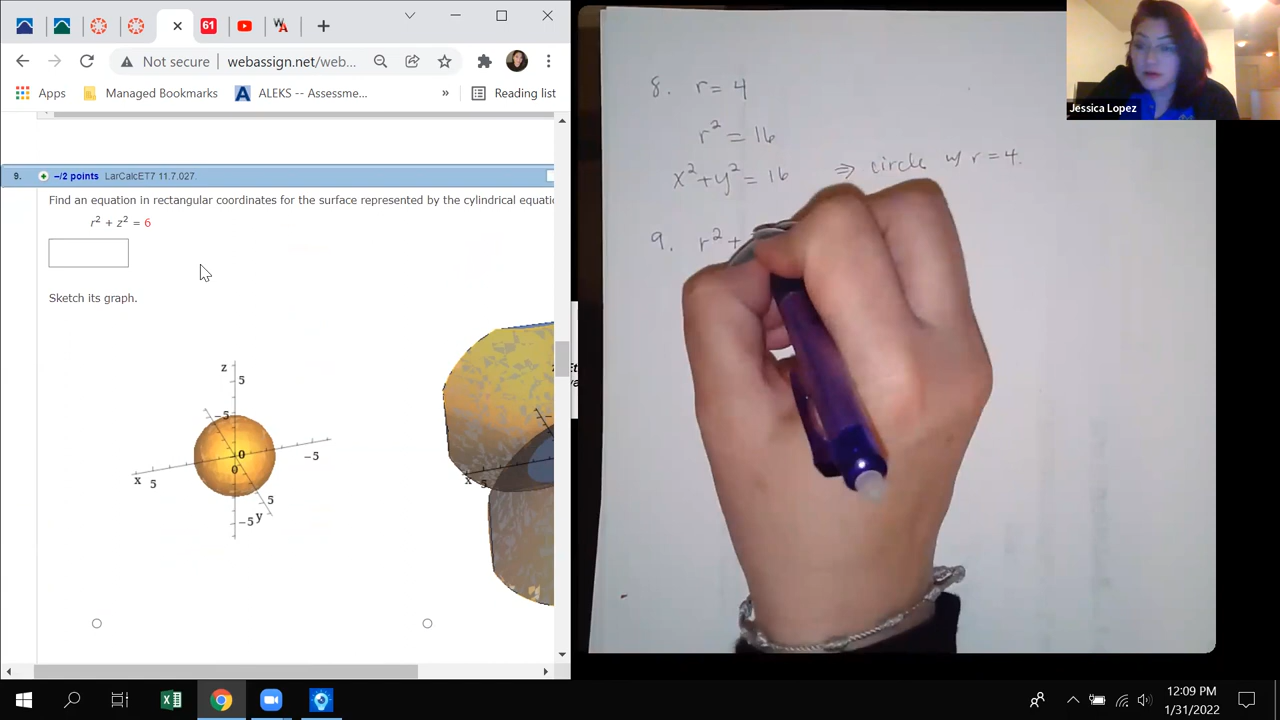 61
Not secure
webassign.net/web...
Apps
Managed Bookmarks
ALEKS -- Assessme...
»
Reading list
9.
–/2 points LarCalcET7 11.7.027.
Find an equation in rectangular coordinates for the surface represented by the cylindrical equati
r² + z² = 6
Sketch its graph.
z
5
-5
0
0
-5
x 5
5
-5
y
x 5
8. r = 4
r² = 16
x² + y² = 16 ⇒ circle w/ r = 4.
9. r² +
Jessica Lopez
12:09 PM
1/31/2022